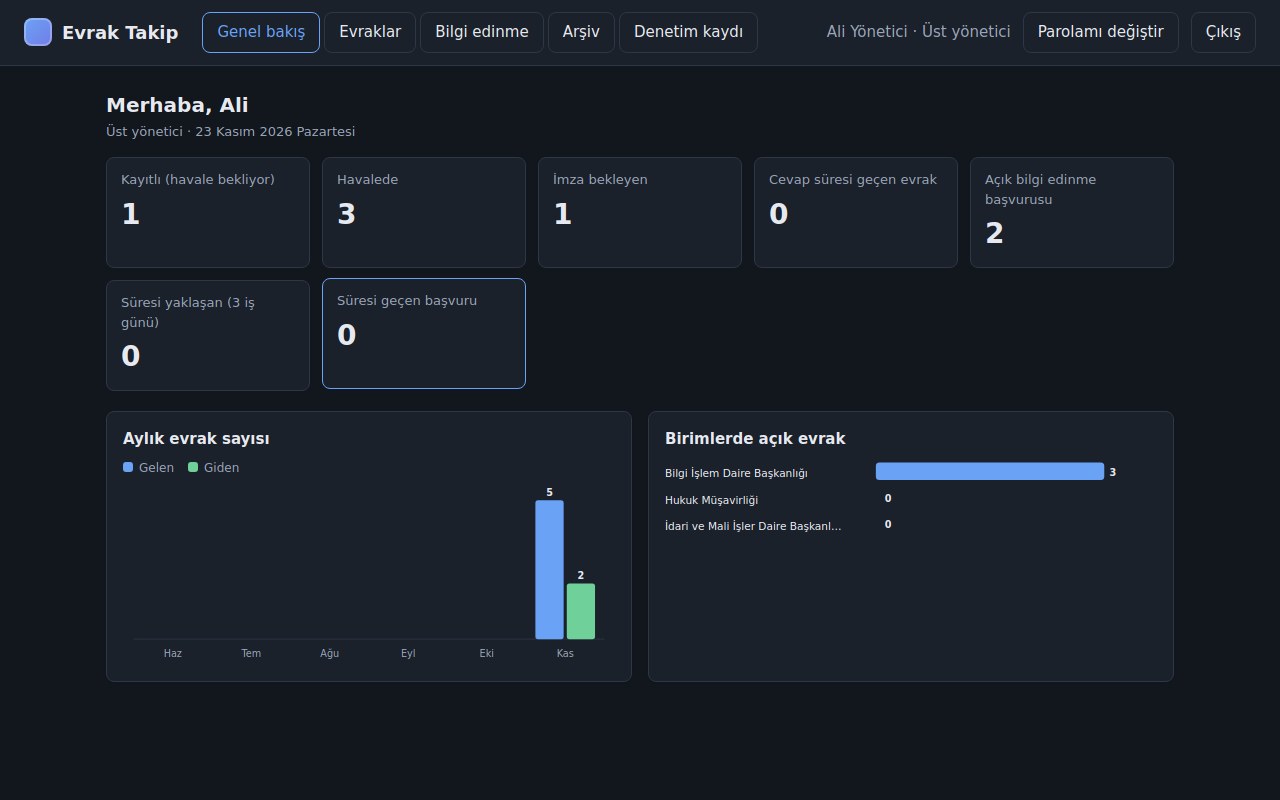 Evrak Takip
Genel bakış
Evraklar
Bilgi edinme
Arşiv
Denetim kaydı
Ali Yönetici · Üst yönetici
Parolamı değiştir
Çıkış
Merhaba, Ali
Üst yönetici · 23 Kasım 2026 Pazartesi
Kayıtlı (havale bekliyor)
1
Havalede
3
İmza bekleyen
1
Cevap süresi geçen evrak
0
Açık bilgi edinme
başvurusu
2
Süresi yaklaşan (3 iş
günü)
0
Süresi geçen başvuru
0
Aylık evrak sayısı
Gelen
Giden
5
2
Haz
Tem
Ağu
Eyl
Eki
Kas
Birimlerde açık evrak
Bilgi İşlem Daire Başkanlığı
3
Hukuk Müşavirliği
0
İdari ve Mali İşler Daire Başkanl…
0